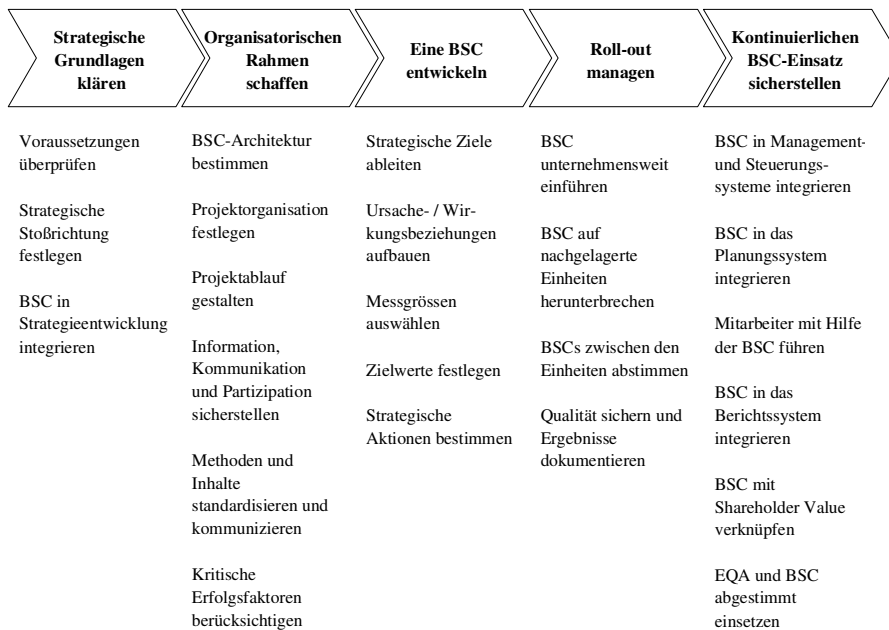 Strategische
Grundlagen
klären
Organisatorischen
Rahmen
schaffen
Eine BSC
entwickeln
Roll-out
managen
Kontinuierlichen
BSC-Einsatz
sicherstellen
Voraussetzungen
überprüfen
Strategische
Stoßrichtung
festlegen
BSC in
Strategieentwicklung
integrieren
BSC-Architektur
bestimmen
Projektorganisation
festlegen
Projektablauf
gestalten
Information,
Kommunikation
und Partizipation
sicherstellen
Methoden und
Inhalte
standardisieren und
kommunizieren
Kritische
Erfolgsfaktoren
berücksichtigen
Strategische Ziele
ableiten
Ursache- / Wir-
kungsbeziehungen
aufbauen
Messgrössen
auswählen
Zielwerte festlegen
Strategische
Aktionen bestimmen
BSC
unternehmensweit
einführen
BSC auf
nachgelagerte
Einheiten
herunterbrechen
BSCs zwischen den
Einheiten abstimmen
Qualität sichern und
Ergebnisse
dokumentieren
BSC in Management-
und Steuerungs-
systeme integrieren
BSC in das
Planungssystem
integrieren
Mitarbeiter mit Hilfe
der BSC führen
BSC in das
Berichtssystem
integrieren
BSC mit
Shareholder Value
verknüpfen
EQA und BSC
abgestimmt
einsetzen